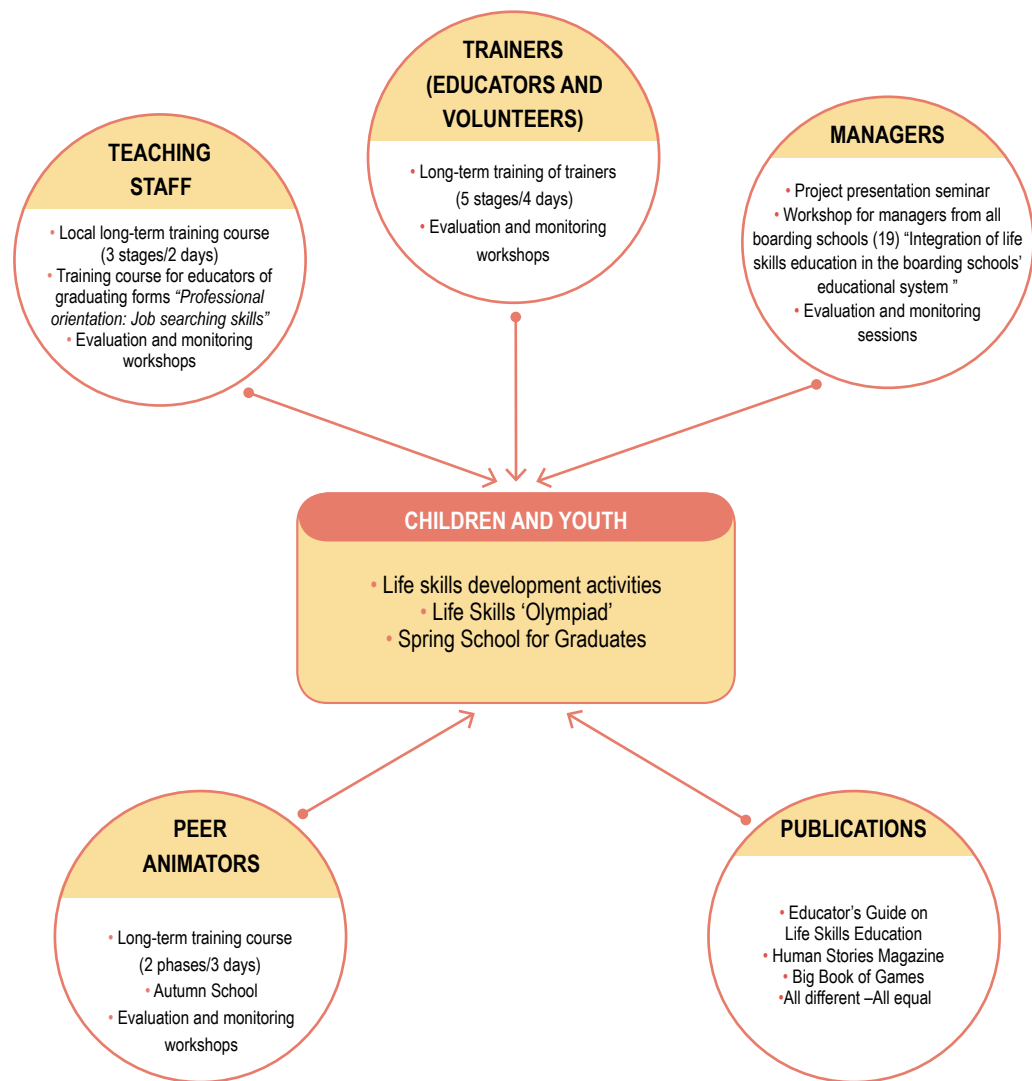 TEACHING
STAFF
• Local long-term training course
(3 stages/2 days)
• Training course for educators of
graduating forms “Professional
orientation: Job searching skills”
• Evaluation and monitoring
workshops
TRAINERS
(EDUCATORS AND
VOLUNTEERS)
• Long-term training of trainers
(5 stages/4 days)
• Evaluation and monitoring
workshops
MANAGERS
• Project presentation seminar
• Workshop for managers from all
boarding schools (19) “Integration of life
skills education in the boarding schools’
educational system ”
• Evaluation and monitoring
sessions
CHILDREN AND YOUTH
• Life skills development activities
• Life Skills ‘Olympiad’
• Spring School for Graduates
PEER
ANIMATORS
• Long-term training course
(2 phases/3 days)
• Autumn School
• Evaluation and monitoring
workshops
PUBLICATIONS
• Educator’s Guide on
Life Skills Education
• Human Stories Magazine
• Big Book of Games
•All different –All equal